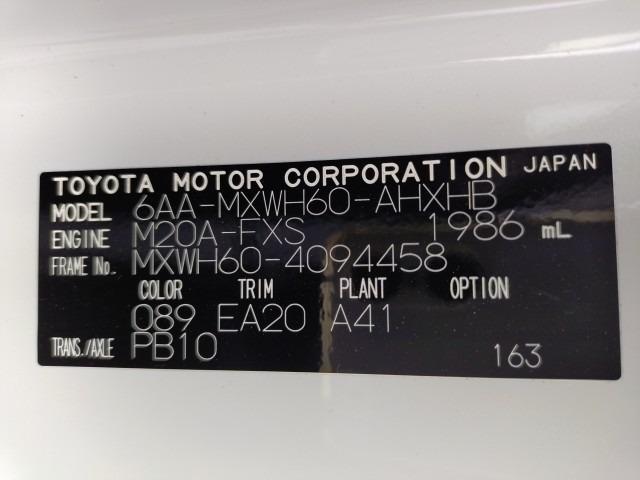 TOYOTA MOTOR CORPORATION JAPAN
MODEL 6AA-MXWH60-AHXHB
ENGINE M20A-FXS 1986 mL
FRAME No. MXWH60-4094458
COLOR TRIM PLANT OPTION
089 EA20 A41
TRANS./AXLE PB10 163